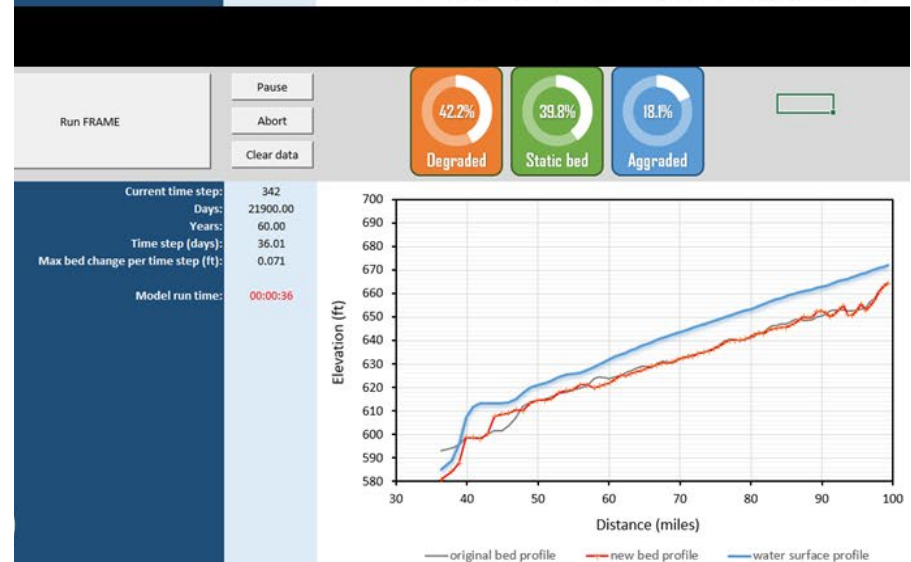 Run FRAME
Pause
Abort
Clear data
42.2%
Degraded
39.8%
Static bed
18.1%
Aggraded
Current time step: 342
Days: 21900.00
Years: 60.00
Time step (days): 36.01
Max bed change per time step (ft): 0.071
Model run time: 00:00:36
Elevation (ft)
700
690
680
670
660
650
640
630
620
610
600
590
580
30 40 50 60 70 80 90 100
Distance (miles)
original bed profile new bed profile water surface profile